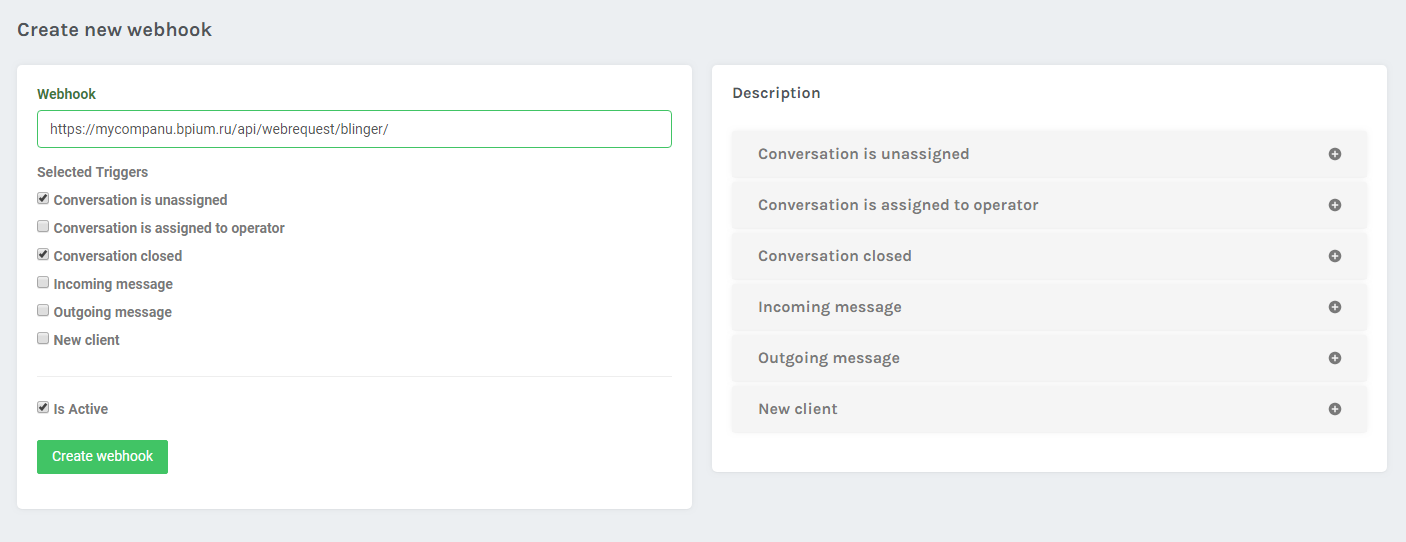 Create new webhook
Webhook
https://mycompanu.bpium.ru/api/webrequest/blinger/
Selected Triggers
Conversation is unassigned
Conversation is assigned to operator
Conversation closed
Incoming message
Outgoing message
New client
Is Active
Create webhook
Description
Conversation is unassigned
Conversation is assigned to operator
Conversation closed
Incoming message
Outgoing message
New client